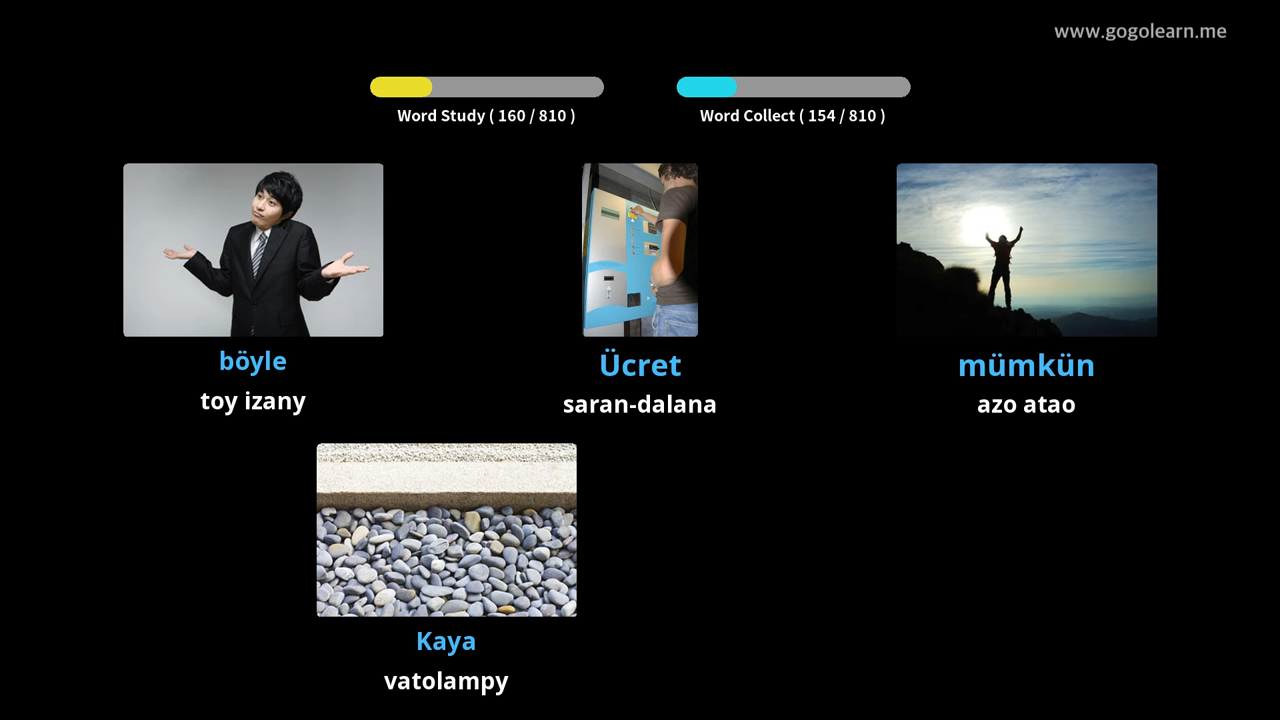 www.gogolearn.me
Word Study ( 160 / 810 )
Word Collect ( 154 / 810 )
böyle
toy izany
Ücret
saran-dalana
mümkün
azo atao
Kaya
vatolampy